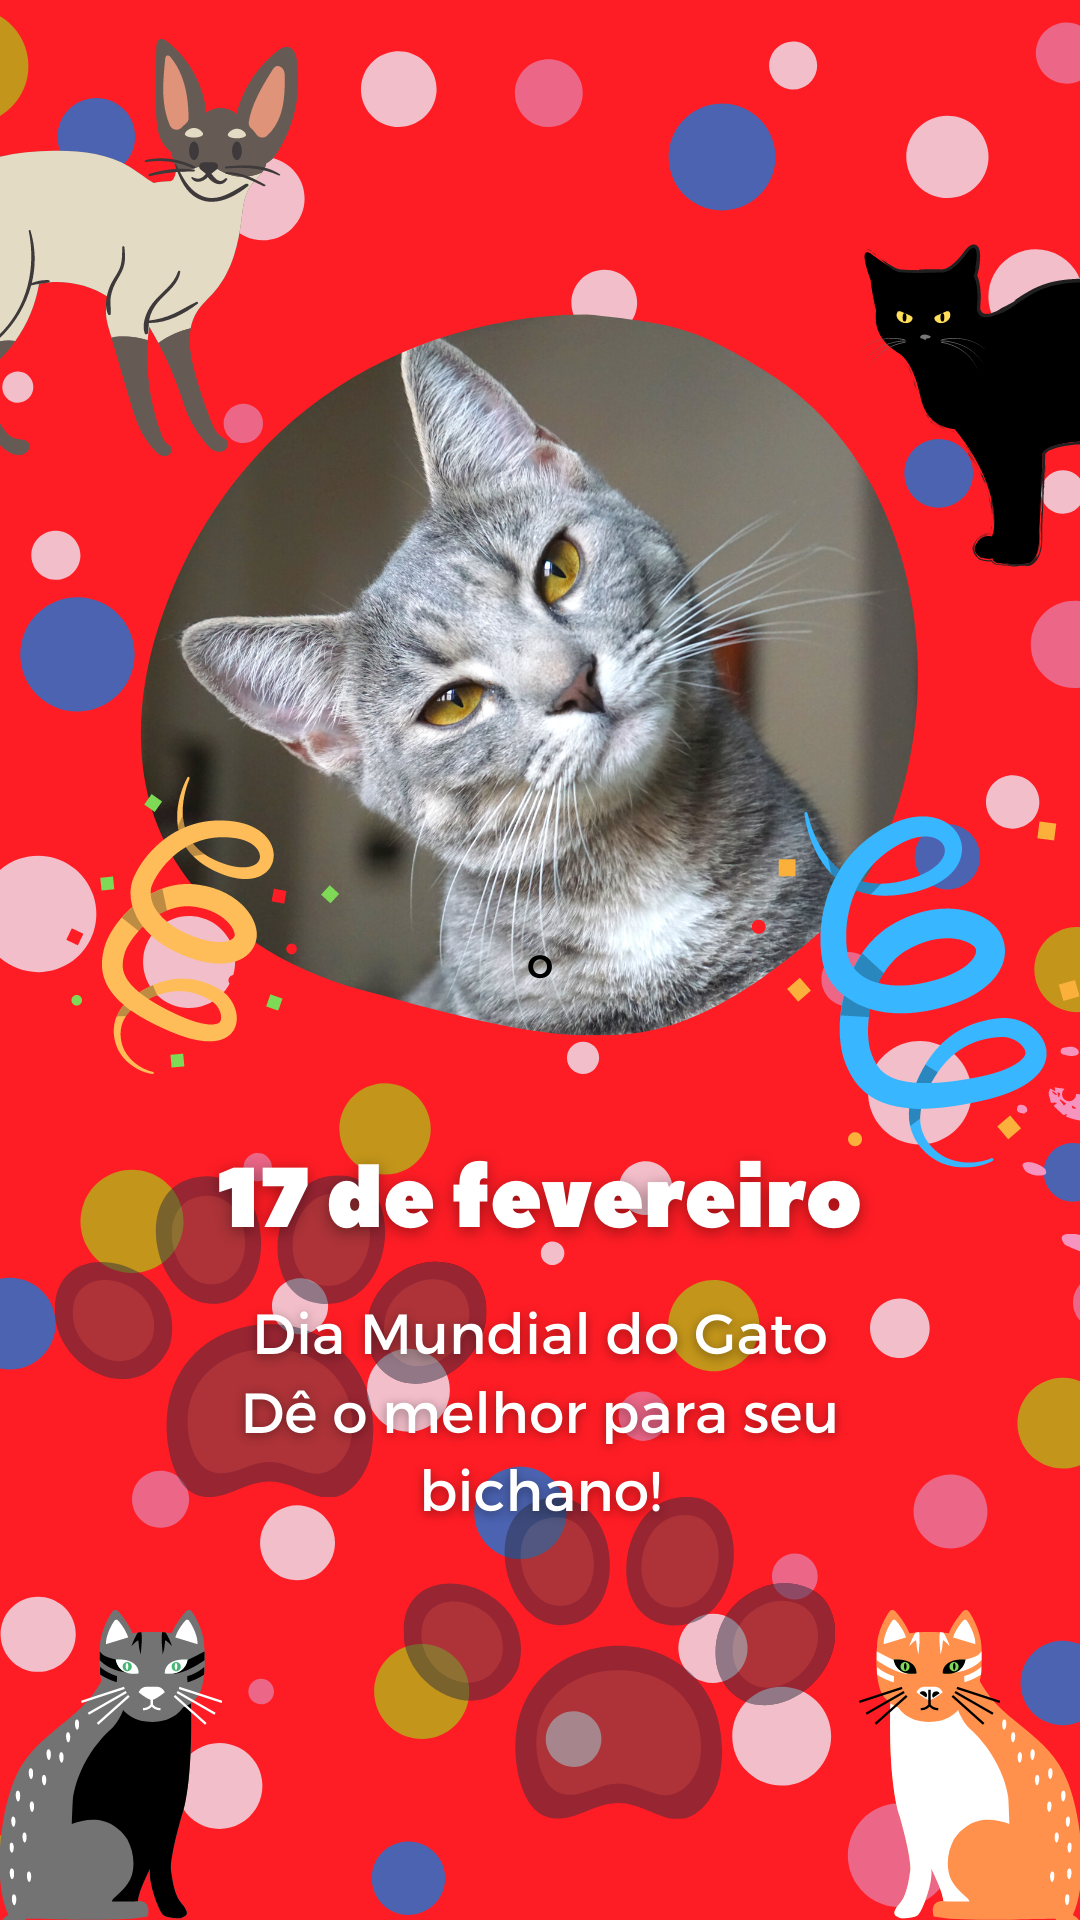 O
17 de fevereiro
Dia Mundial do Gato
Dê o melhor para seu
bichano!